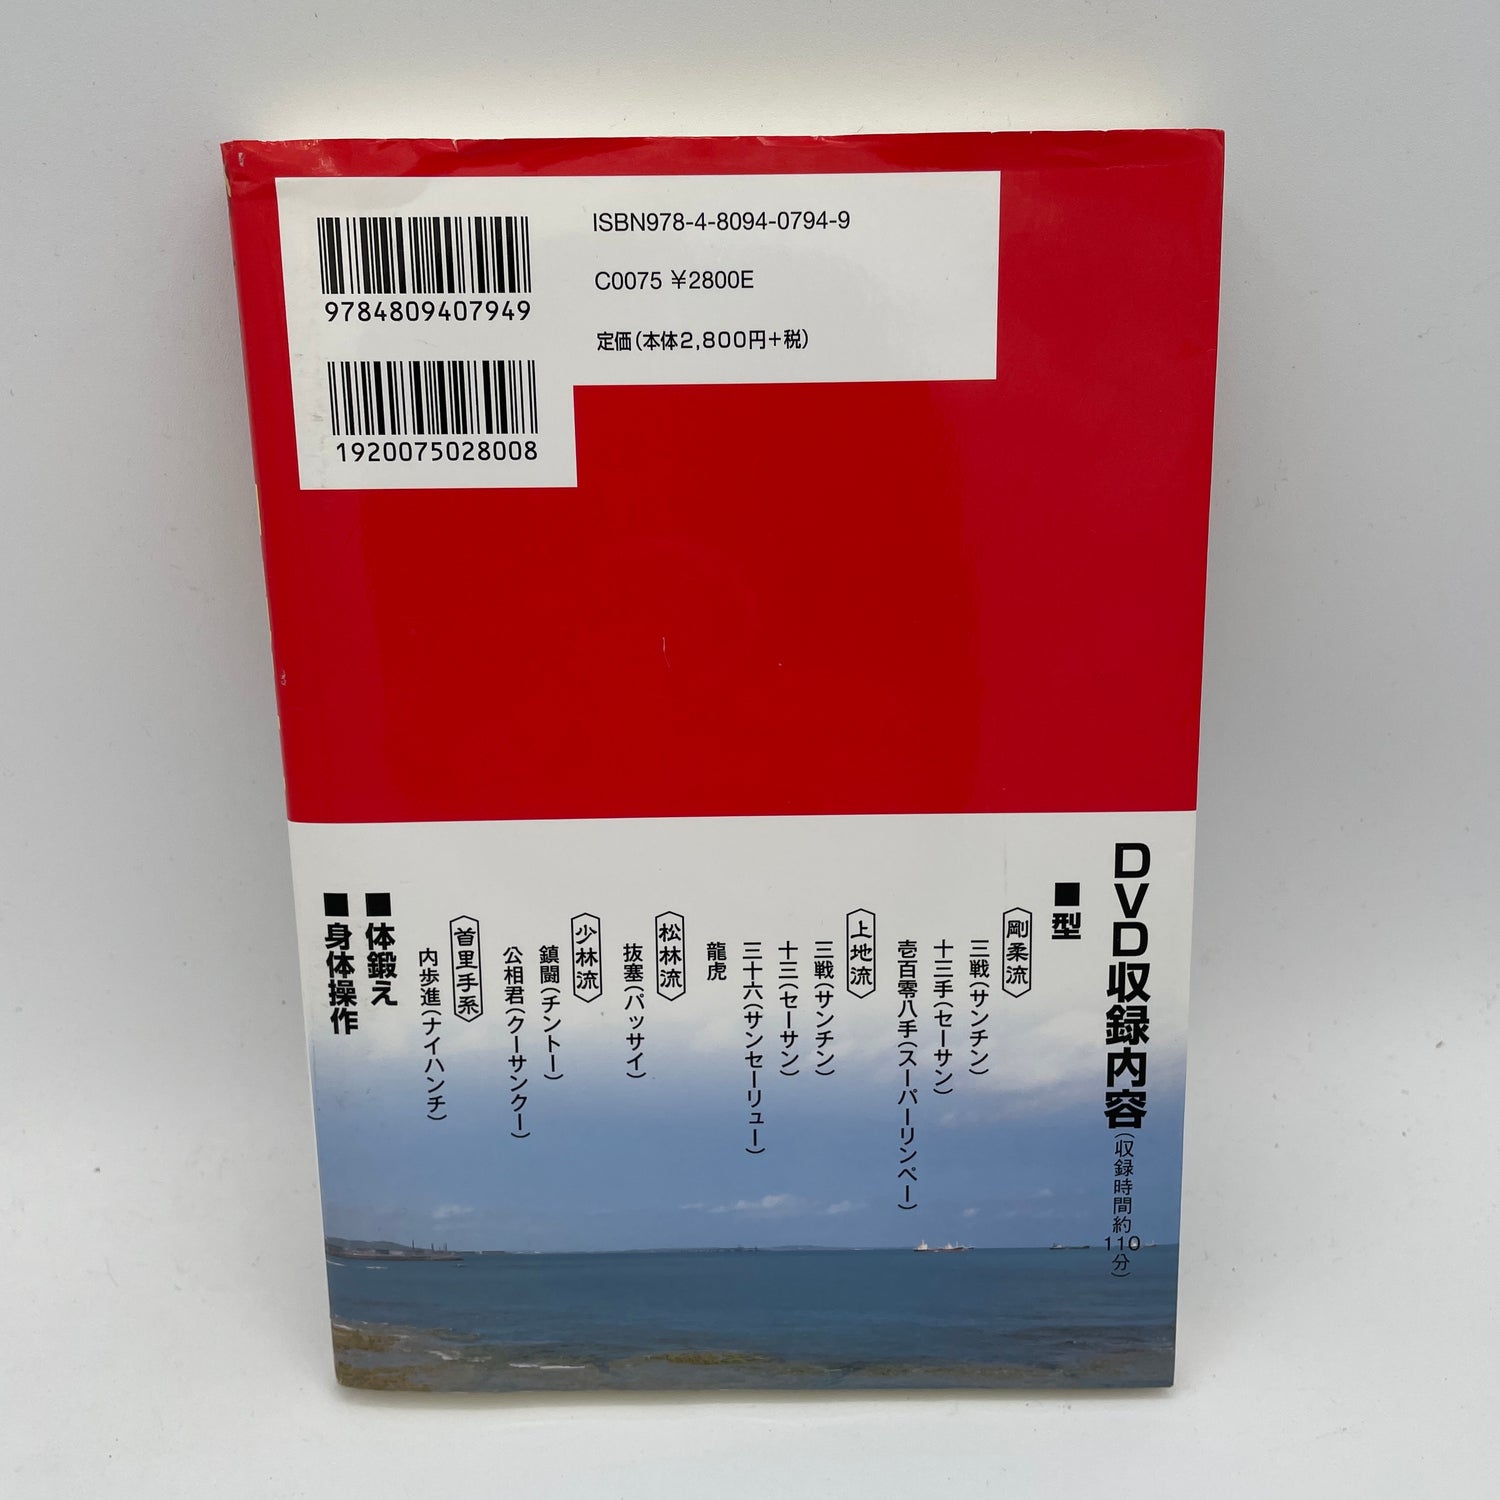 ISBN978-4-8094-0794-9
C0075 ¥2800E
定価(本体2,800円+税)
9784809407949
1920075028008
DVD収録内容(収録時間約110分)
■型
剛柔流
三戦(サンチン)
十三手(セーサン)
壱百零八手(スーパーリンペー)
上地流
三戦(サンチン)
十三(セーサン)
三十六(サンセーリュー)
龍虎
松林流
抜塞(パッサイ)
少林流
鎮闘(チントー)
公相君(クーサンクー)
首里手系
内歩進(ナイハンチ)
■体鍛え
■身体操作